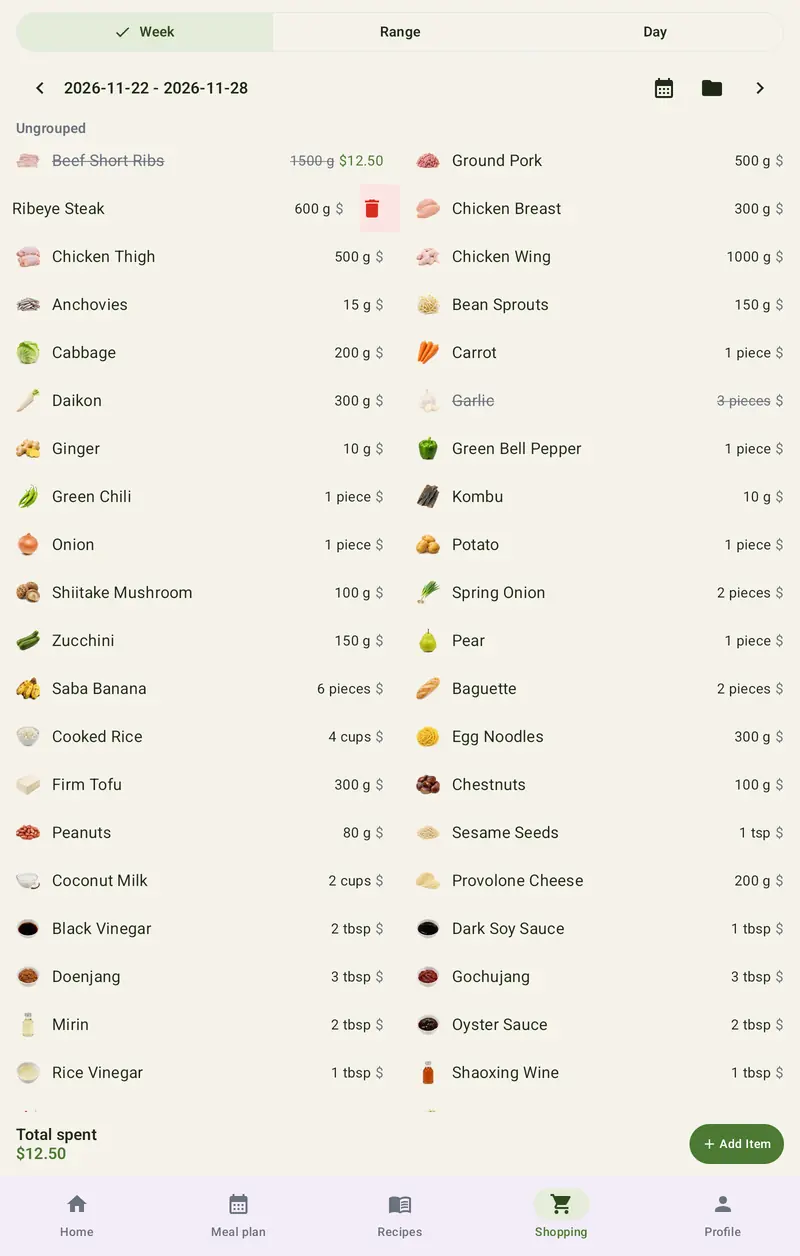 Week
Range
Day
2026-11-22 - 2026-11-28
Ungrouped
Beef Short Ribs 1500 g $12.50
Ground Pork 500 g $
Ribeye Steak 600 g $
Chicken Breast 300 g $
Chicken Thigh 500 g $
Chicken Wing 1000 g $
Anchovies 15 g $
Bean Sprouts 150 g $
Cabbage 200 g $
Carrot 1 piece $
Daikon 300 g $
Garlic 3 pieces $
Ginger 10 g $
Green Bell Pepper 1 piece $
Green Chili 1 piece $
Kombu 10 g $
Onion 1 piece $
Potato 1 piece $
Shiitake Mushroom 100 g $
Spring Onion 2 pieces $
Zucchini 150 g $
Pear 1 piece $
Saba Banana 6 pieces $
Baguette 2 pieces $
Cooked Rice 4 cups $
Egg Noodles 300 g $
Firm Tofu 300 g $
Chestnuts 100 g $
Peanuts 80 g $
Sesame Seeds 1 tsp $
Coconut Milk 2 cups $
Provolone Cheese 200 g $
Black Vinegar 2 tbsp $
Dark Soy Sauce 1 tbsp $
Doenjang 3 tbsp $
Gochujang 3 tbsp $
Mirin 2 tbsp $
Oyster Sauce 2 tbsp $
Rice Vinegar 1 tbsp $
Shaoxing Wine 1 tbsp $
Total spent
$12.50
+ Add Item
Home
Meal plan
Recipes
Shopping
Profile